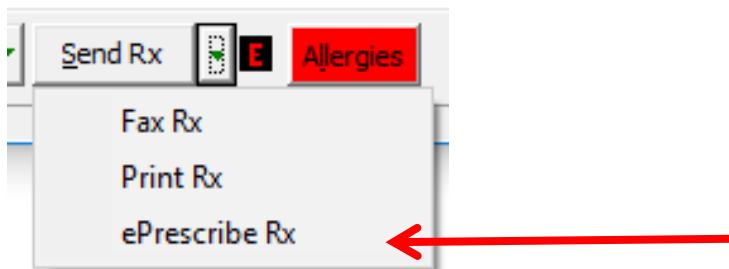 Send Rx E Allergies
Fax Rx
Print Rx
ePrescribe Rx